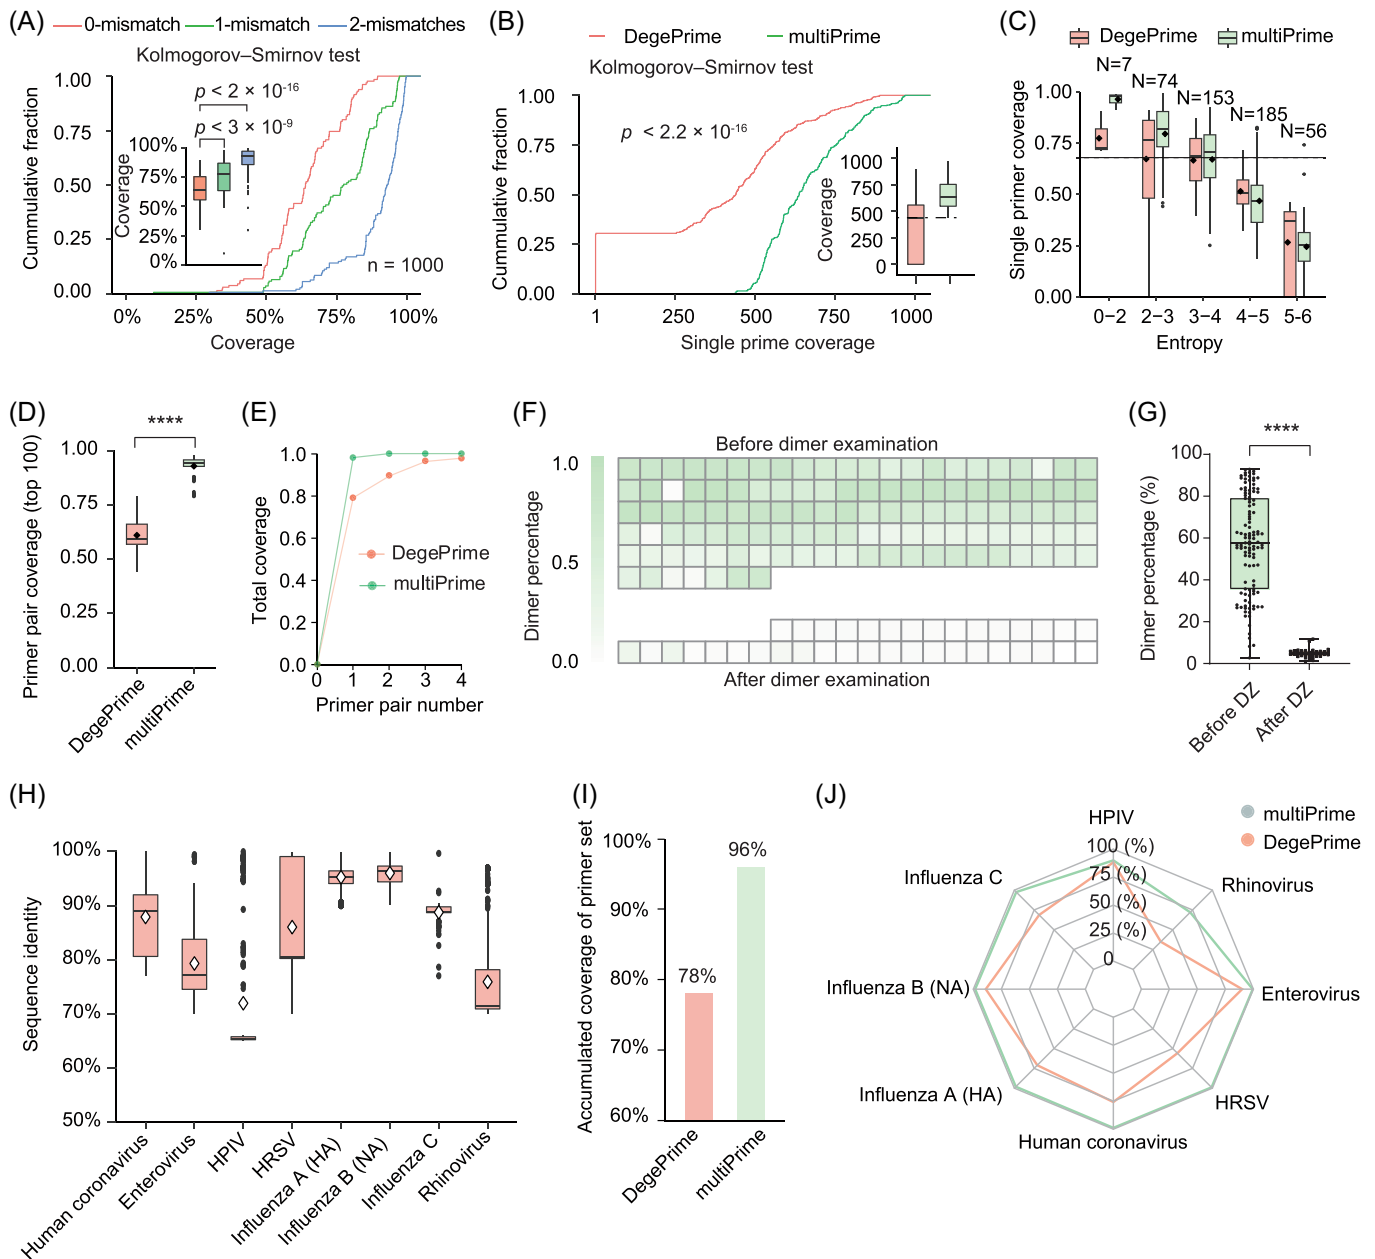 (A)
0-mismatch 1-mismatch 2-mismatches
Kolmogorov–Smirnov test
Cummulative fraction
1.00
0.75
0.50
0.25
0.00
p < 2 × 10-16
p < 3 × 10-9
Coverage
100%
75%
50%
25%
0%
n = 1000
0% 25% 50% 75% 100%
Coverage
(B)
DegePrime multiPrime
Kolmogorov–Smirnov test
Cummulative fraction
1.00
0.75
0.50
0.25
0.00
p < 2.2 × 10-16
Coverage
1000
750
500
250
0
1 250 500 750 1000
Single prime coverage
(C)
DegePrime multiPrime
N=7
N=74
N=153
N=185
N=56
Single primer coverage
1.00
0.75
0.50
0.25
0.00
0−2 2−3 3−4 4−5 5-6
Entropy
(D)
****
Primer pair coverage (top 100)
1.00
0.75
0.50
0.25
0.00
DegePrime
multiPrime
(E)
Total coverage
1.0
0.8
0.6
0.4
0.2
0.0
DegePrime
multiPrime
0 1 2 3 4
Primer pair number
(F)
Before dimer examination
Dimer percentage
1.0
0.5
0.0
After dimer examination
(G)
****
Dimer percentage (%)
100
80
60
40
20
0
Before DZ
After DZ
(H)
Sequence identity
100%
90%
80%
70%
60%
50%
Human coronavirus
Enterovirus
HPIV
HRSV
Influenza A (HA)
Influenza B (NA)
Influenza C
Rhinovirus
(I)
Accumulated coverage of primer set
100%
90%
80%
70%
60%
96%
78%
DegePrime
multiPrime
(J)
multiPrime
DegePrime
HPIV
100 (%)
75 (%)
50 (%)
25 (%)
0
Rhinovirus
Enterovirus
HRSV
Human coronavirus
Influenza A (HA)
Influenza B (NA)
Influenza C